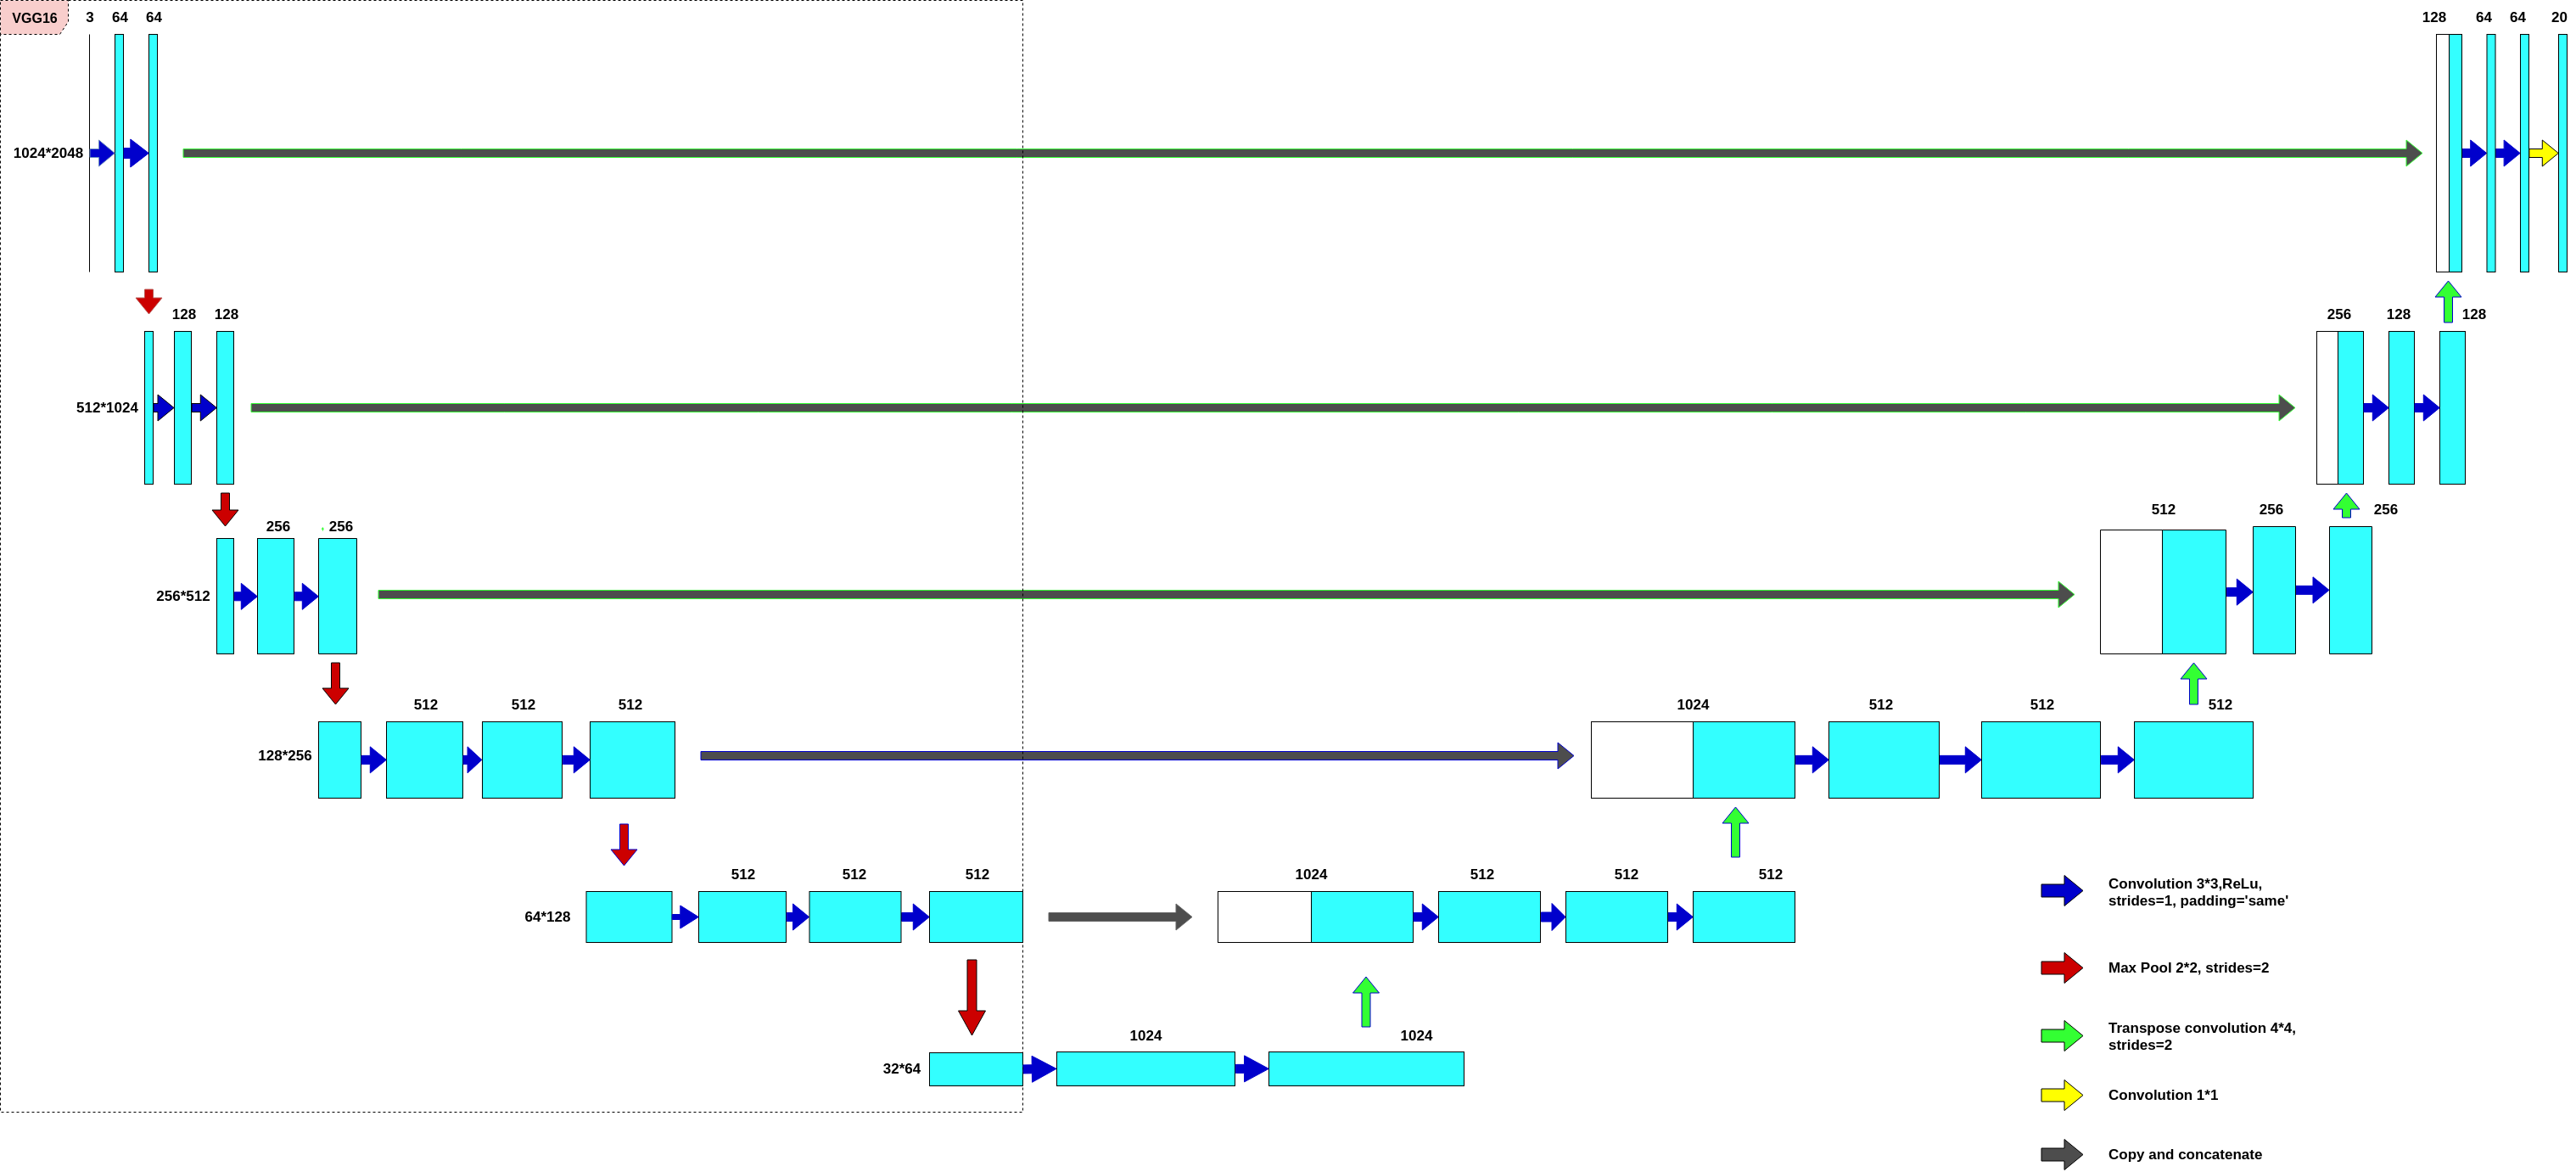 VGG16
3 64 64
128 64 64 20
1024*2048
128 128
256 128 128
512*1024
256 , 256
512 256 256
256*512
512 512 512
1024 512 512 512
128*256
512 512 512
1024 512 512 512
64*128
1024 1024
32*64
Convolution 3*3,ReLu,
strides=1, padding='same'
Max Pool 2*2, strides=2
Transpose convolution 4*4,
strides=2
Convolution 1*1
Copy and concatenate